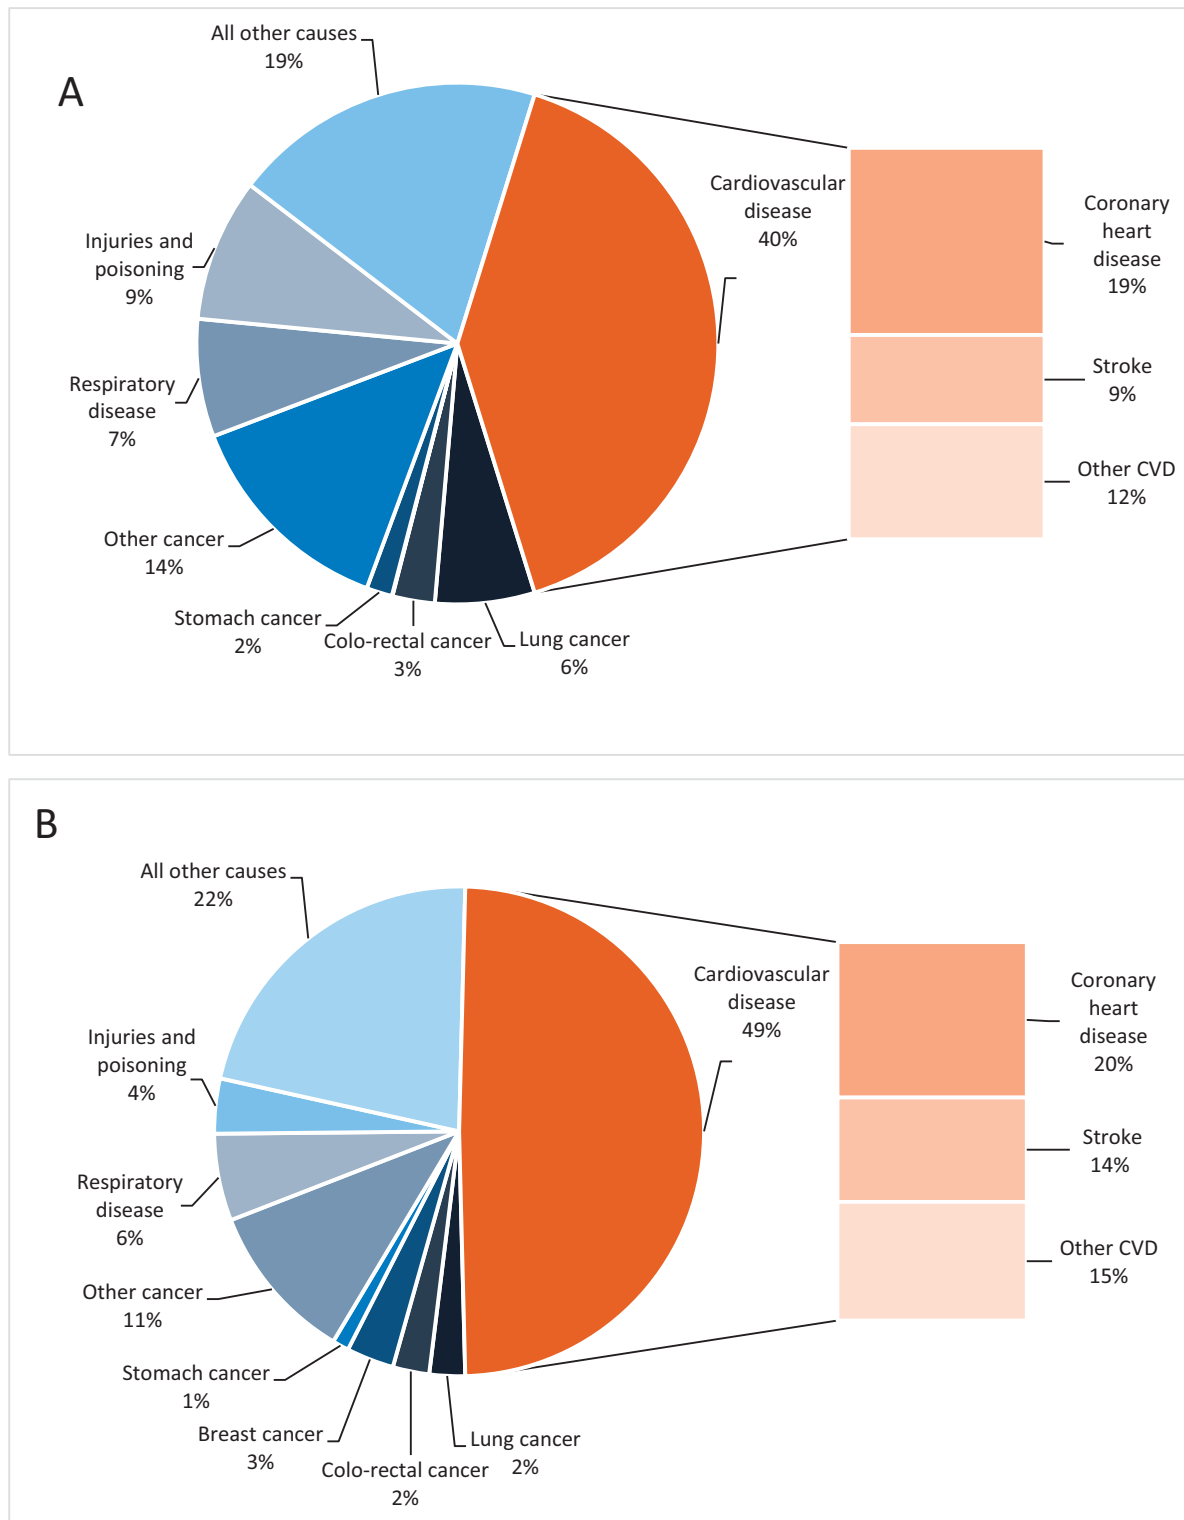 A
All other causes
19%
Cardiovascular
disease
40%
Coronary
heart
disease
19%
Injuries and
poisoning
9%
Stroke
9%
Respiratory
disease
7%
Other CVD
12%
Other cancer
14%
Stomach cancer
2%
Colo-rectal cancer
3%
Lung cancer
6%
B
All other causes
22%
Cardiovascular
disease
49%
Coronary
heart
disease
20%
Injuries and
poisoning
4%
Stroke
14%
Respiratory
disease
6%
Other CVD
15%
Other cancer
11%
Stomach cancer
1%
Breast cancer
3%
Colo-rectal cancer
2%
Lung cancer
2%